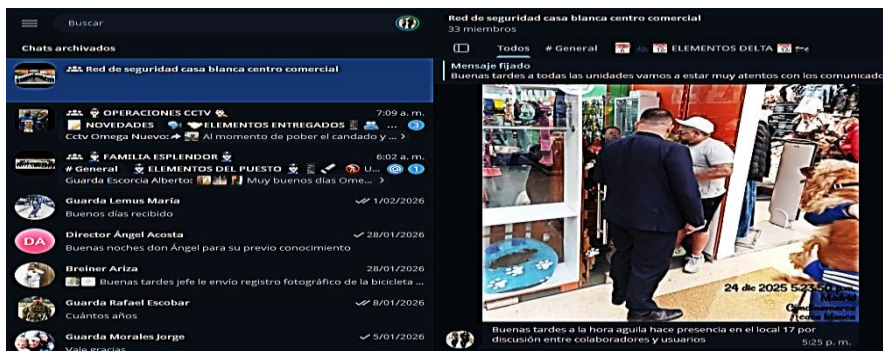 Buscar
Chats archivados
Red de seguridad casa blanca centro comercial
OPERACIONES CCTV
7:09 a. m.
NOVEDADES ELEMENTOS ENTREGADOS ...
3
Cctv Omega Nuevo: Al momento de pober el candado y ...
FAMILIA ESPLENDOR
6:02 a. m.
# General ELEMENTOS DEL PUESTO U...
@ 1
Guarda Escorcia Alberto: Muy buenos días Ome...
Guarda Lemus María
1/02/2026
Buenos días recibido
DA
Director Ángel Acosta
28/01/2026
Buenas noches don Ángel para su previo conocimiento
Breiner Ariza
28/01/2026
Buenas tardes jefe le envío registro fotográfico de la bicicleta ...
Guarda Rafael Escobar
8/01/2026
Cuántos años
Guarda Morales Jorge
5/01/2026
Vale gracias
Red de seguridad casa blanca centro comercial
33 miembros
Todos # General ELEMENTOS DELTA
Mensaje fijado
Buenas tardes a todas las unidades vamos a estar muy atentos con los comunicado
24 dic 2025 5:23:50 p.m.
Madrid
Cundinamarca
casa blanca
Buenas tardes a la hora aguila hace presencia en el local 17 por
discusión entre colaboradores y usuarios
5:25 p. m.